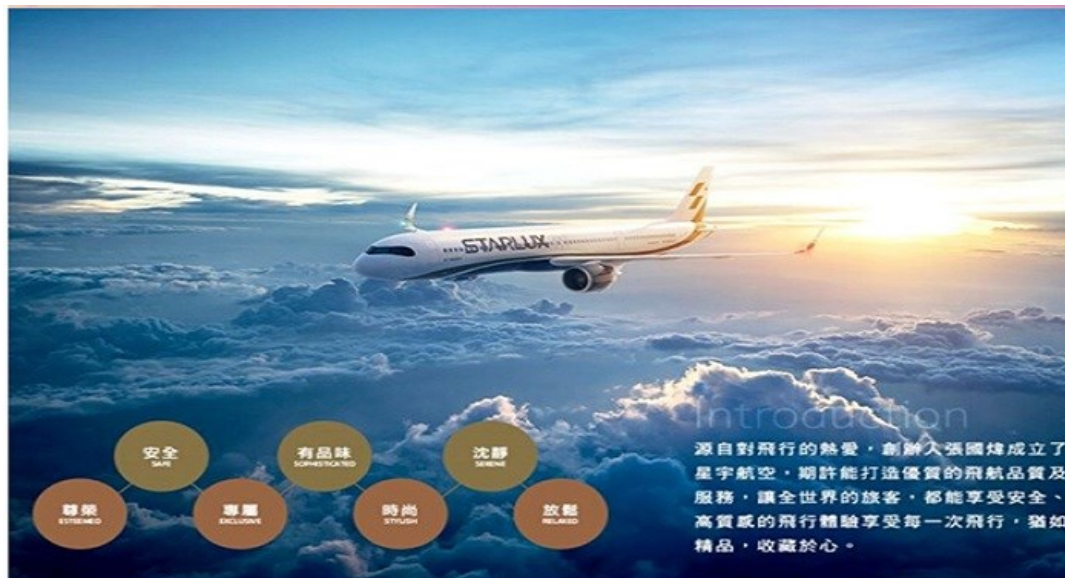 STARLUX
Introduction
源自對飛行的熱愛，創辦人張國煒成立了
星宇航空，期許能打造優質的飛航品質及
服務，讓全世界的旅客，都能享受安全、
高質感的飛行體驗享受每一次飛行，猶如
精品，收藏於心。
安全
SAFE
有品味
SOPHISTICATED
沈靜
SERENE
尊榮
ESTEEMED
專屬
EXCLUSIVE
時尚
STYLISH
放鬆
RELAXED